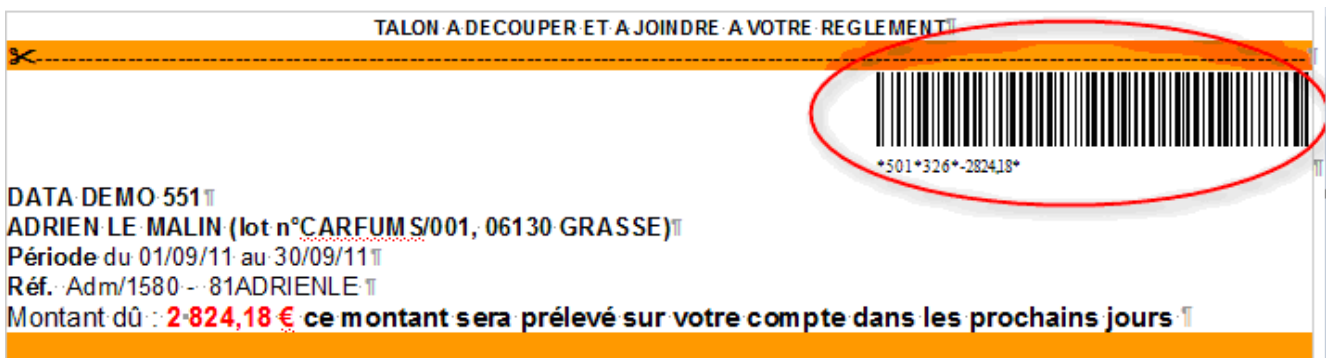 TALON A DECOUPER ET A JOINDRE A VOTRE REGLEMENT
*501*326*-2824,18*
DATA DEMO 551
ADRIEN LE MALIN (lot n°CARFUMS/001, 06130 GRASSE)
Période du 01/09/11 au 30/09/11
Réf. Adm/1580 - 81ADRIENLE
Montant dû : 2 824,18 € ce montant sera prélevé sur votre compte dans les prochains jours